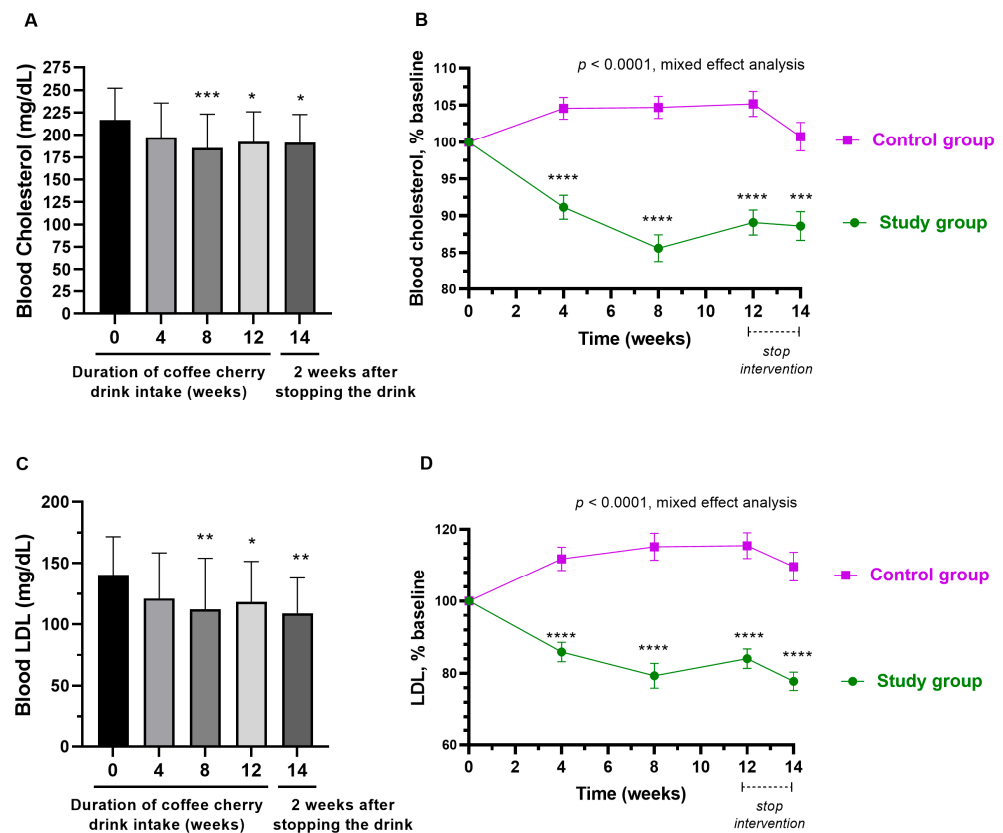 A
Blood Cholesterol (mg/dL)
275
250
225
200
175
150
125
100
75
50
25
0
***
*
*
0 4 8 12 14
Duration of coffee cherry
drink intake (weeks)
2 weeks after
stopping the drink
B
p < 0.0001, mixed effect analysis
Blood cholesterol, % baseline
110
105
100
95
90
85
80
****
****
****
***
0 2 4 6 8 10 12 14
Time (weeks)
stop
intervention
Control group
Study group
C
Blood LDL (mg/dL)
200
150
100
50
0
**
*
**
0 4 8 12 14
Duration of coffee cherry
drink intake (weeks)
2 weeks after
stopping the drink
D
p < 0.0001, mixed effect analysis
LDL, % baseline
120
100
80
60
****
****
****
****
0 2 4 6 8 10 12 14
Time (weeks)
stop
intervention
Control group
Study group